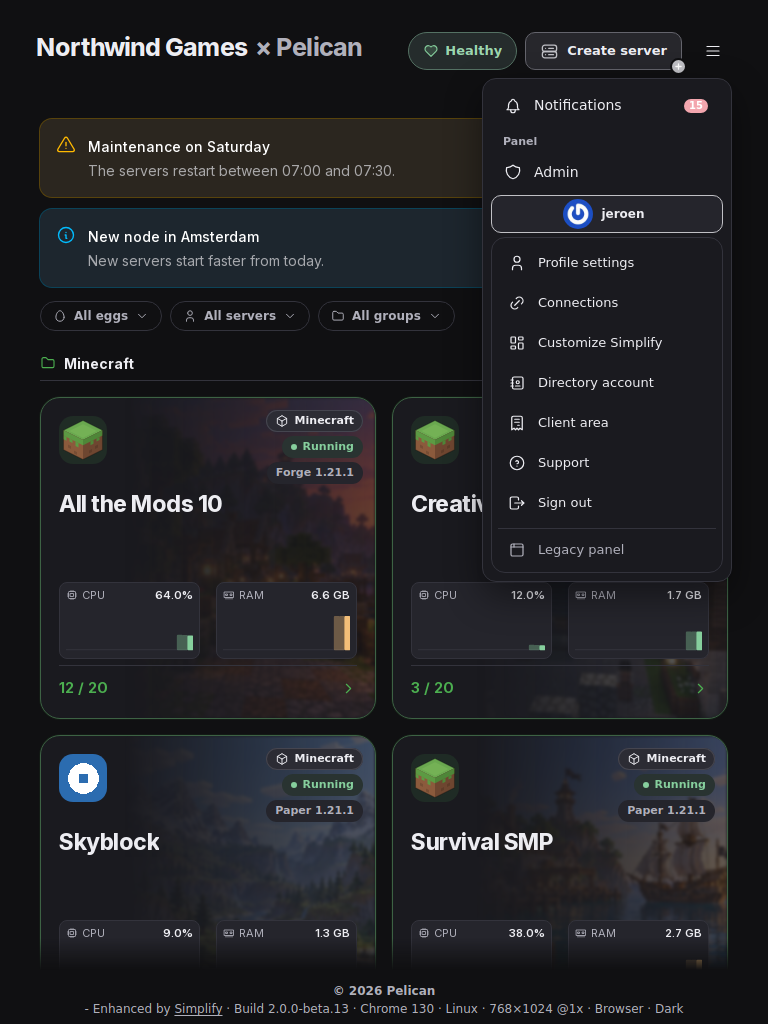 Northwind Games × Pelican
Healthy
Create server
Notifications
15
Panel
Admin
jeroen
Profile settings
Connections
Customize Simplify
Directory account
Client area
Support
Sign out
Legacy panel
Maintenance on Saturday
The servers restart between 07:00 and 07:30.
New node in Amsterdam
New servers start faster from today.
All eggs
All servers
All groups
Minecraft
Minecraft
Running
Forge 1.21.1
All the Mods 10
CPU 64.0%
RAM 6.6 GB
12 / 20
CPU 12.0%
RAM 1.7 GB
3 / 20
Minecraft
Running
Paper 1.21.1
Skyblock
CPU 9.0%
RAM 1.3 GB
Minecraft
Running
Paper 1.21.1
Survival SMP
CPU 38.0%
RAM 2.7 GB
© 2026 Pelican
- Enhanced by Simplify · Build 2.0.0-beta.13 · Chrome 130 · Linux · 768×1024 @1x · Browser · Dark